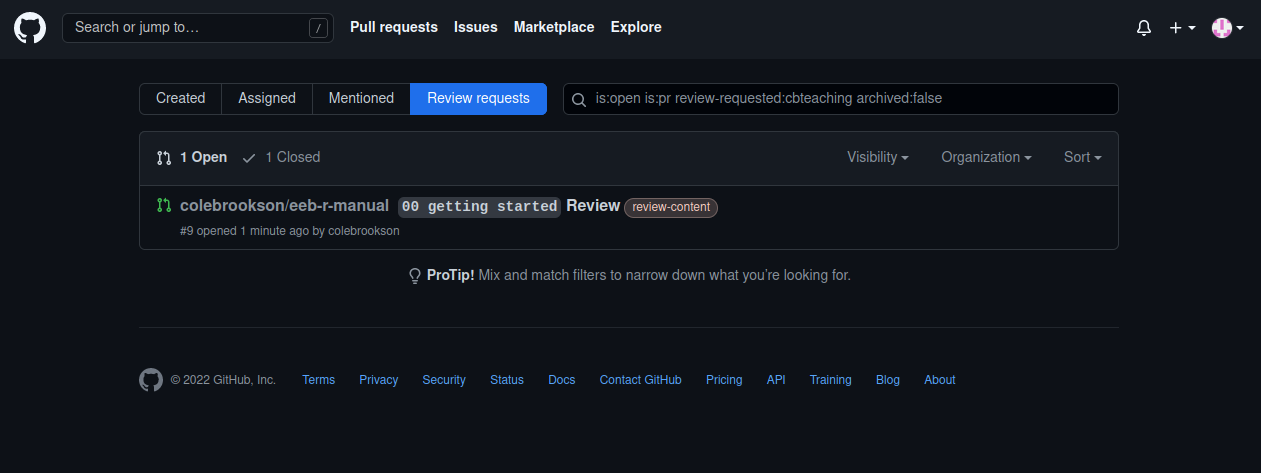 Search or jump to… / Pull requests Issues Marketplace Explore
Created Assigned Mentioned Review requests is:open is:pr review-requested:cbteaching archived:false
1 Open 1 Closed Visibility Organization Sort
colebrookson/eeb-r-manual 00 getting started Review review-content
#9 opened 1 minute ago by colebrookson
ProTip! Mix and match filters to narrow down what you're looking for.
© 2022 GitHub, Inc. Terms Privacy Security Status Docs Contact GitHub Pricing API Training Blog About